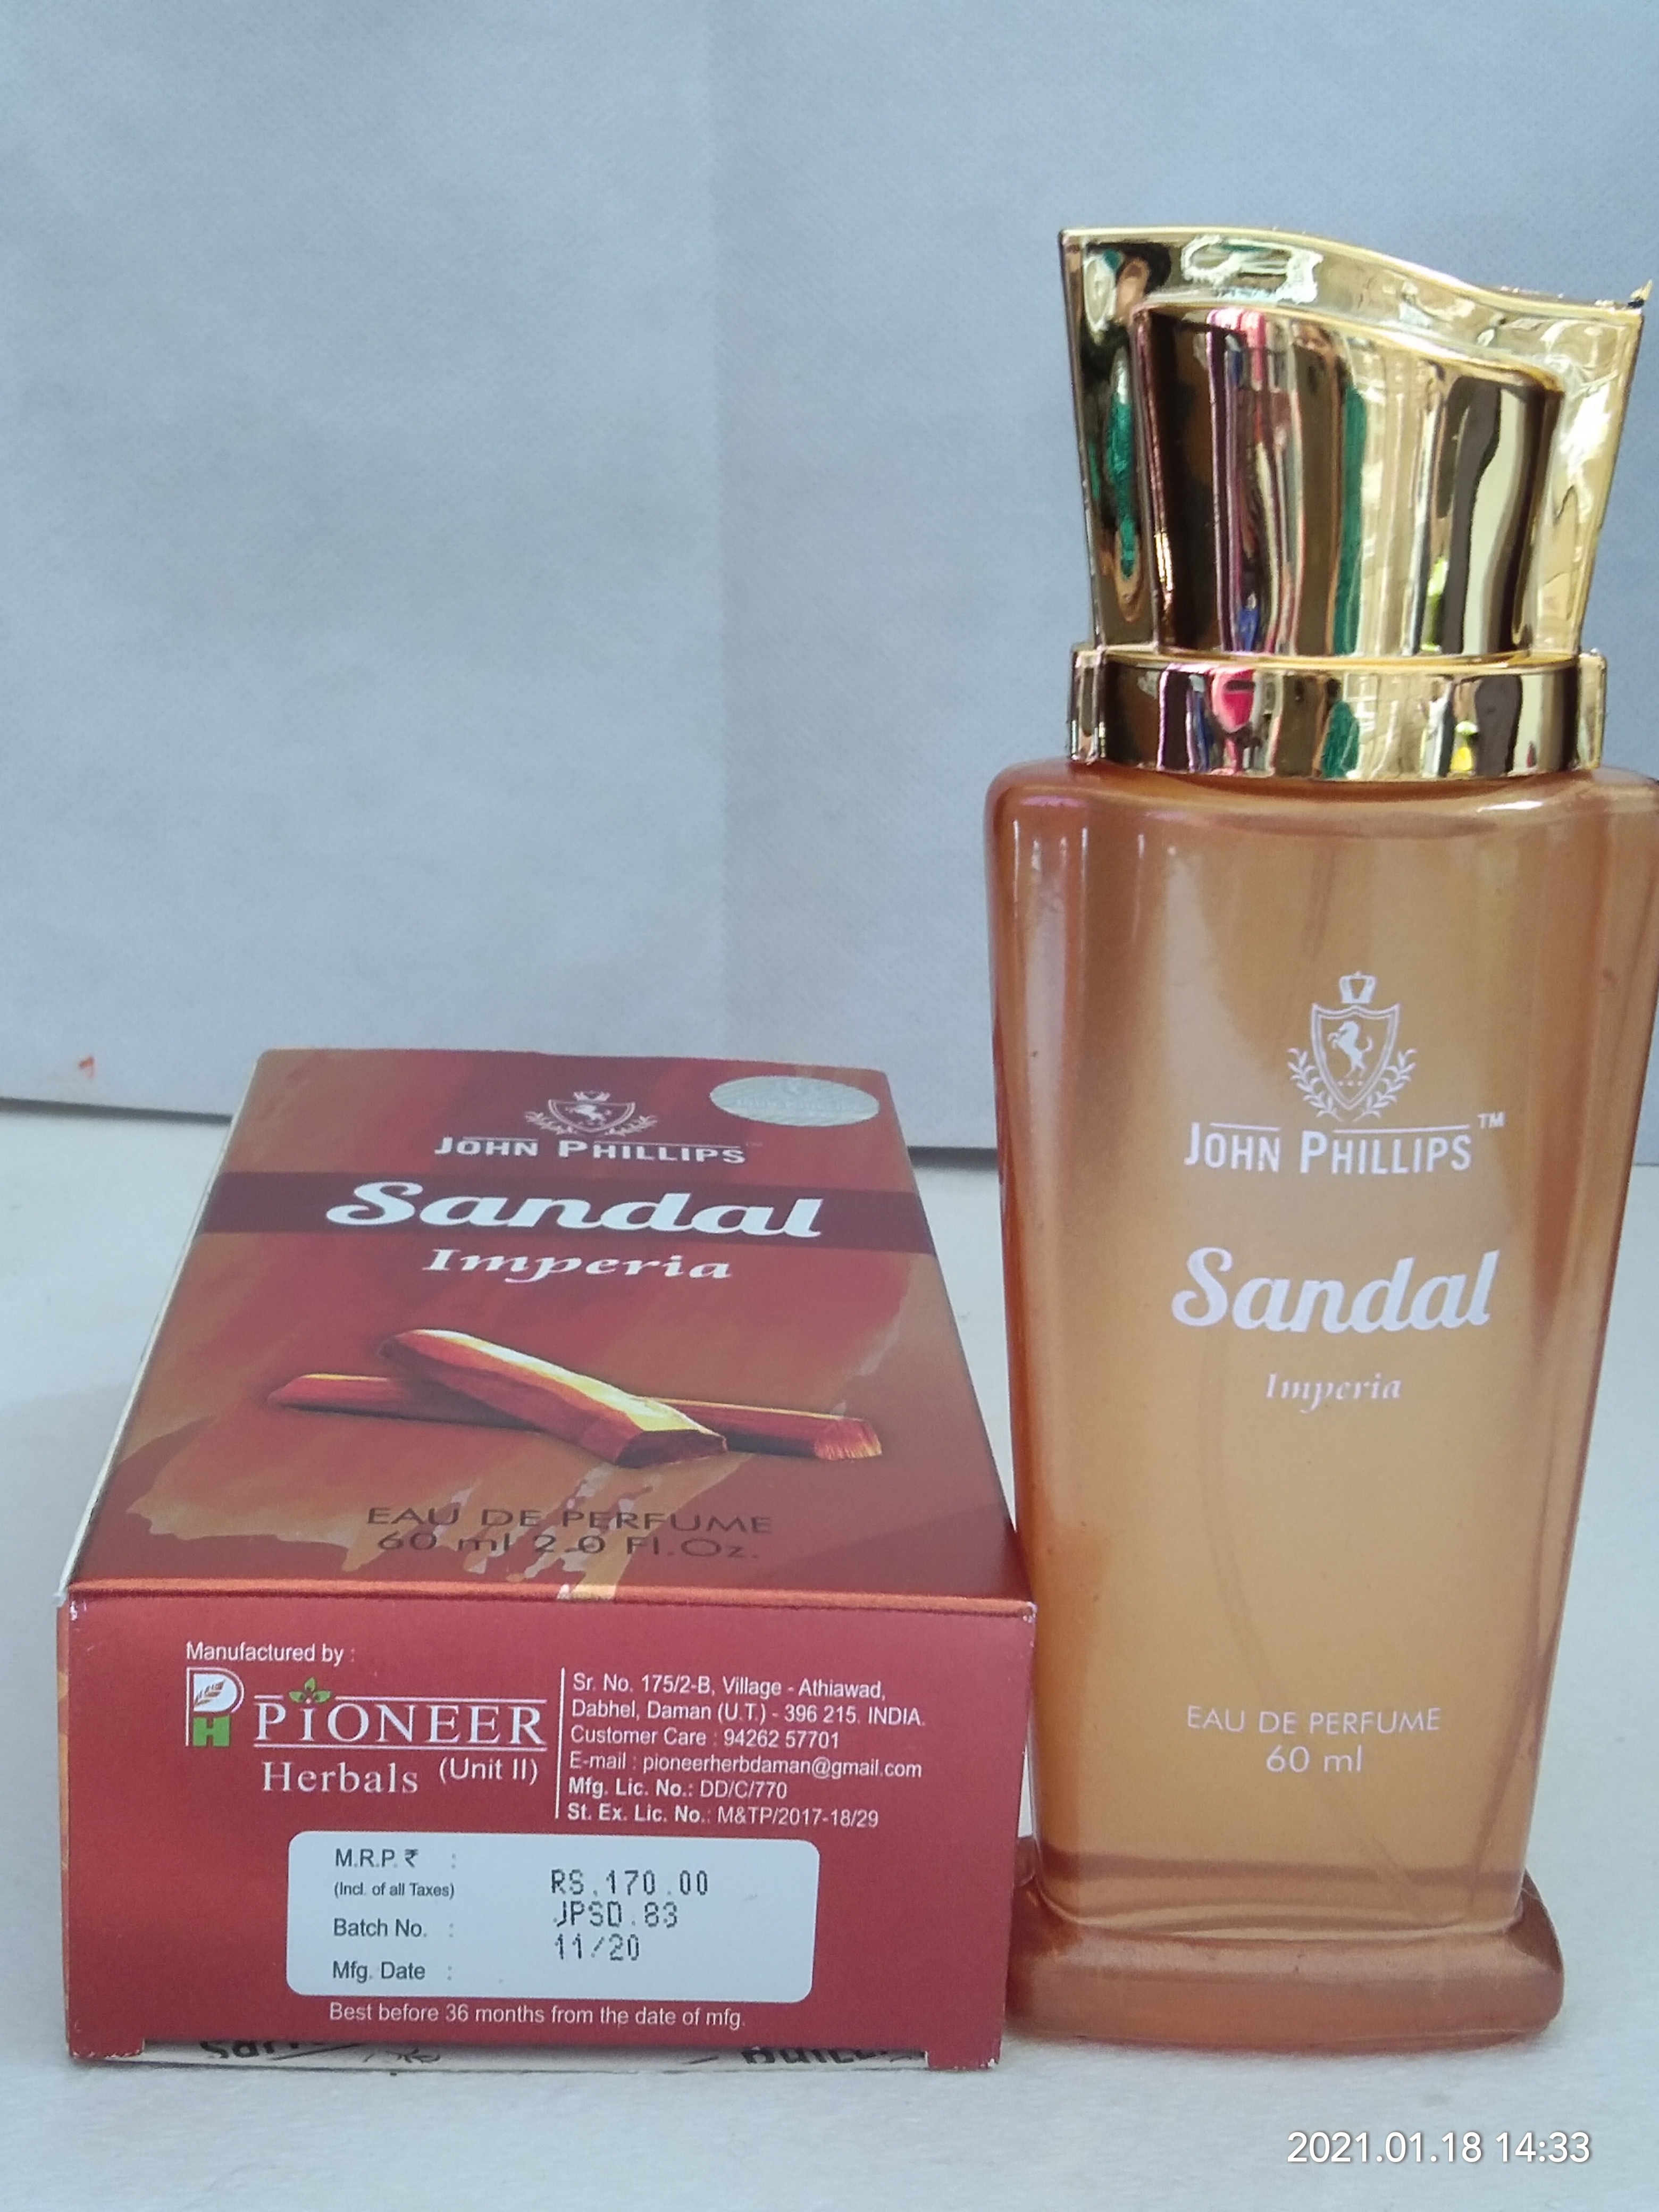 JOHN PHILLIPS
Sandal
Imperia
EAU DE PERFUME
60 ml 2.0 Fl.Oz.
Manufactured by :
PH PIONEER
Herbals (Unit II)
Sr. No. 175/2-B, Village - Athiawad,
Dabhel, Daman (U.T.) - 396 215. INDIA.
Customer Care : 94262 57701
E-mail : pioneerherbdaman@gmail.com
Mfg. Lic. No.: DD/C/770
St. Ex. Lic. No.: M&TP/2017-18/29
M.R.P. ₹ : RS.170.00
(Incl. of all Taxes)
Batch No. : JPSD.83
Mfg. Date : 11/20
Best before 36 months from the date of mfg.
JOHN PHILLIPS™
Sandal
Imperia
EAU DE PERFUME
60 ml
2021.01.18 14:33